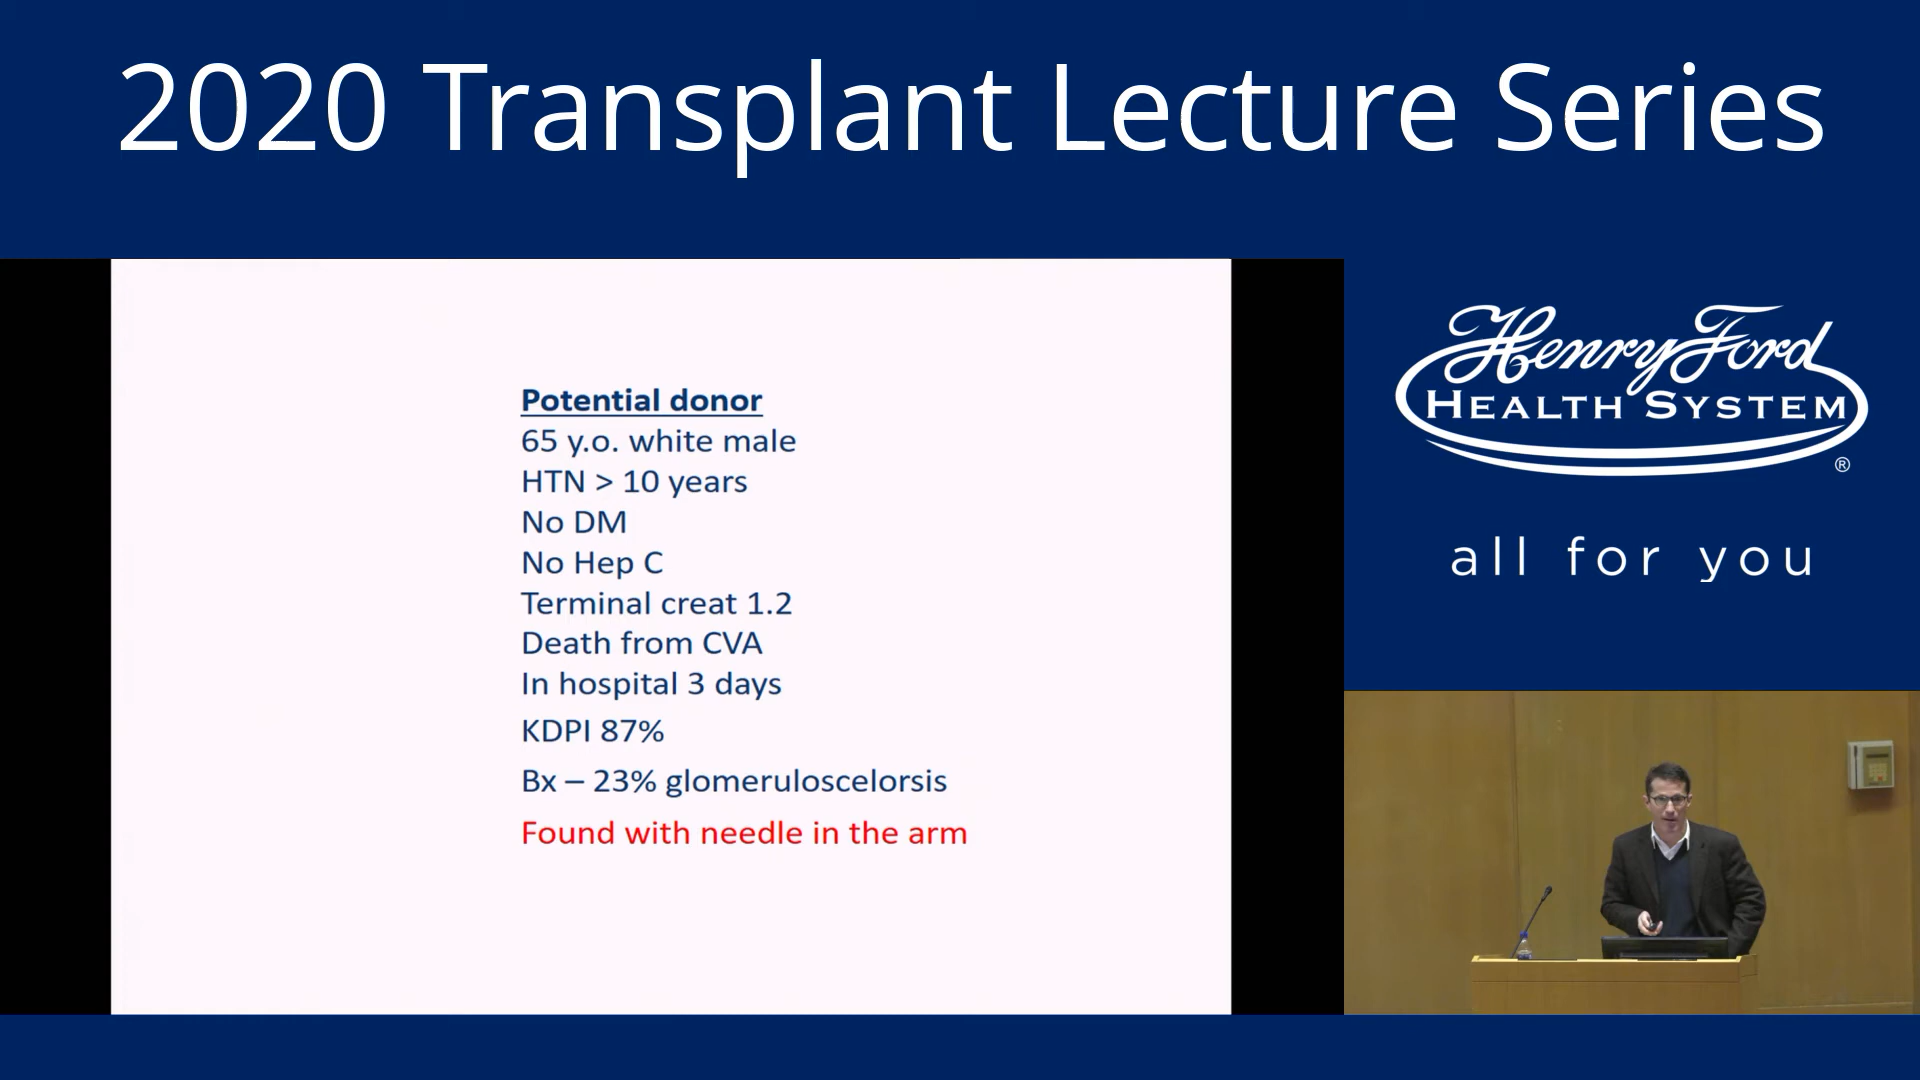 2020 Transplant Lecture Series
Potential donor
65 y.o. white male
HTN > 10 years
No DM
No Hep C
Terminal creat 1.2
Death from CVA
In hospital 3 days
KDPI 87%
Bx – 23% glomeruloscelorsis
Found with needle in the arm
Henry Ford
HEALTH SYSTEM
®
all for you